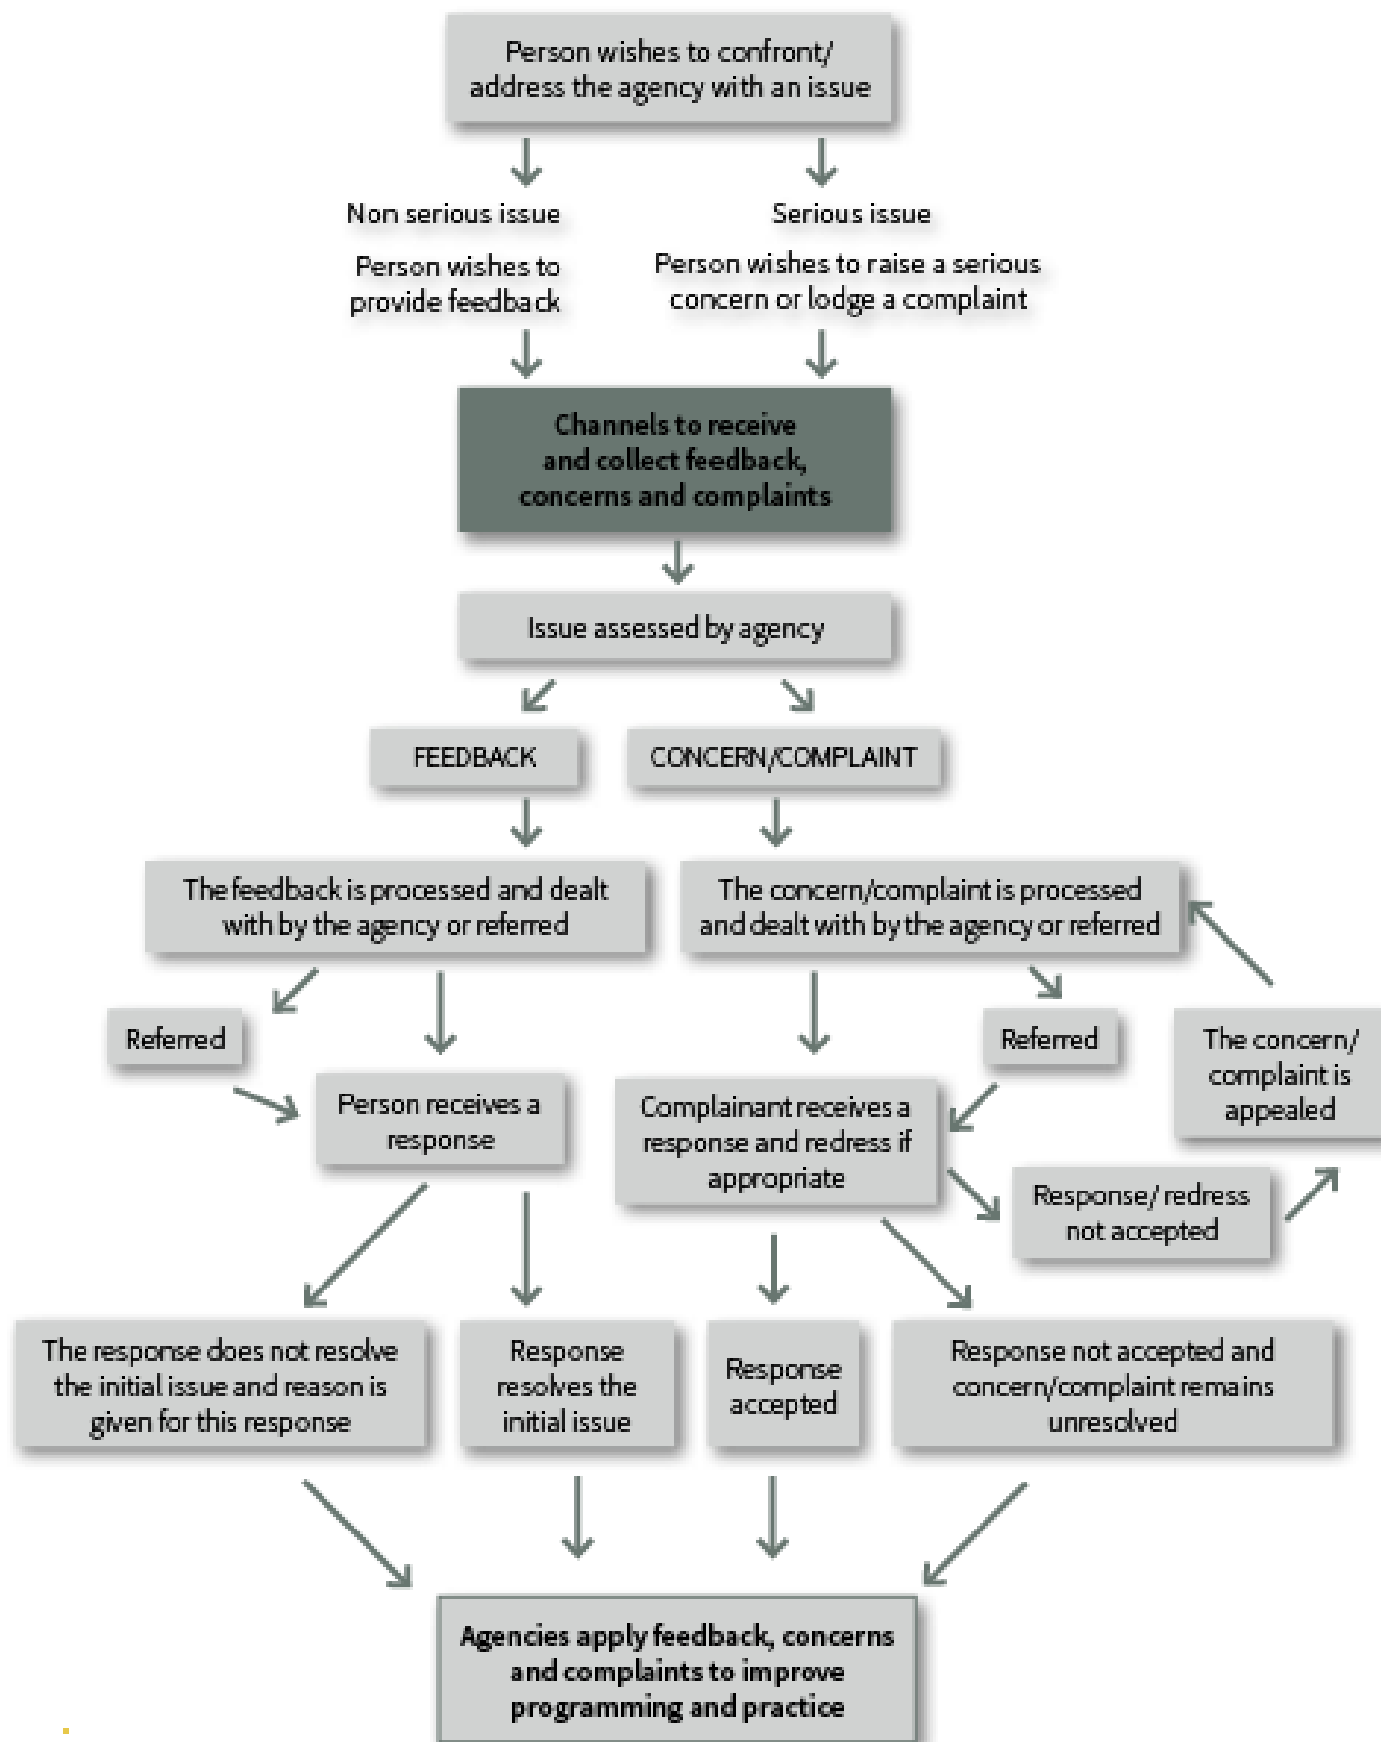 Person wishes to confront/
address the agency with an issue
Non serious issue
Serious issue
Person wishes to
provide feedback
Person wishes to raise a serious
concern or lodge a complaint
Channels to receive
and collect feedback,
concerns and complaints
Issue assessed by agency
FEEDBACK
CONCERN/COMPLAINT
The feedback is processed and dealt
with by the agency or referred
The concern/complaint is processed
and dealt with by the agency or referred
Referred
Referred
The concern/
complaint is
appealed
Person receives a
response
Complainant receives a
response and redress if
appropriate
Response/ redress
not accepted
The response does not resolve
the initial issue and reason is
given for this response
Response
resolves the
initial issue
Response
accepted
Response not accepted and
concern/complaint remains
unresolved
Agencies apply feedback, concerns
and complaints to improve
programming and practice